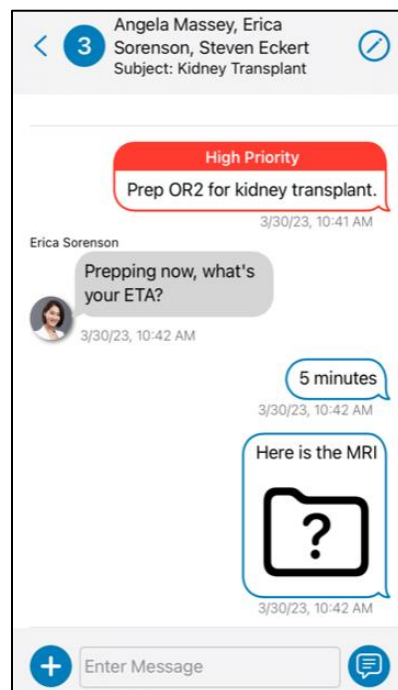 3
Angela Massey, Erica
Sorenson, Steven Eckert
Subject: Kidney Transplant
High Priority
Prep OR2 for kidney transplant.
3/30/23, 10:41 AM
Erica Sorenson
Prepping now, what's
your ETA?
3/30/23, 10:42 AM
5 minutes
3/30/23, 10:42 AM
Here is the MRI
?
3/30/23, 10:42 AM
Enter Message